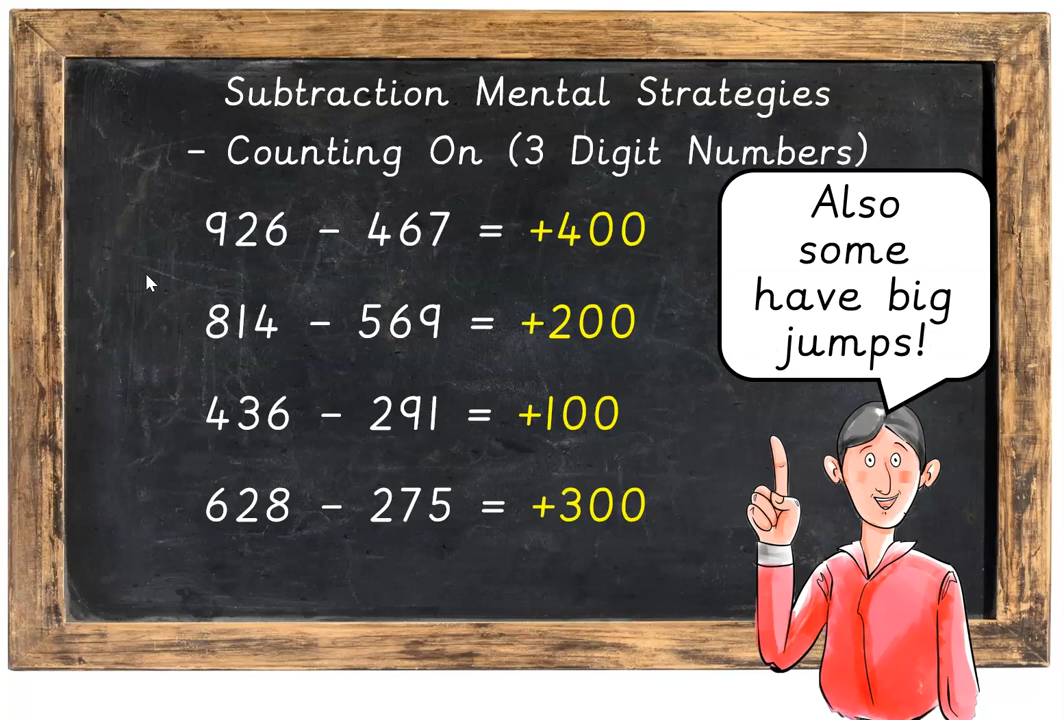 Subtraction Mental Strategies
- Counting On (3 Digit Numbers)
926 - 467 = +400
814 - 569 = +200
436 - 291 = +100
628 - 275 = +300
Also
some
have big
jumps!